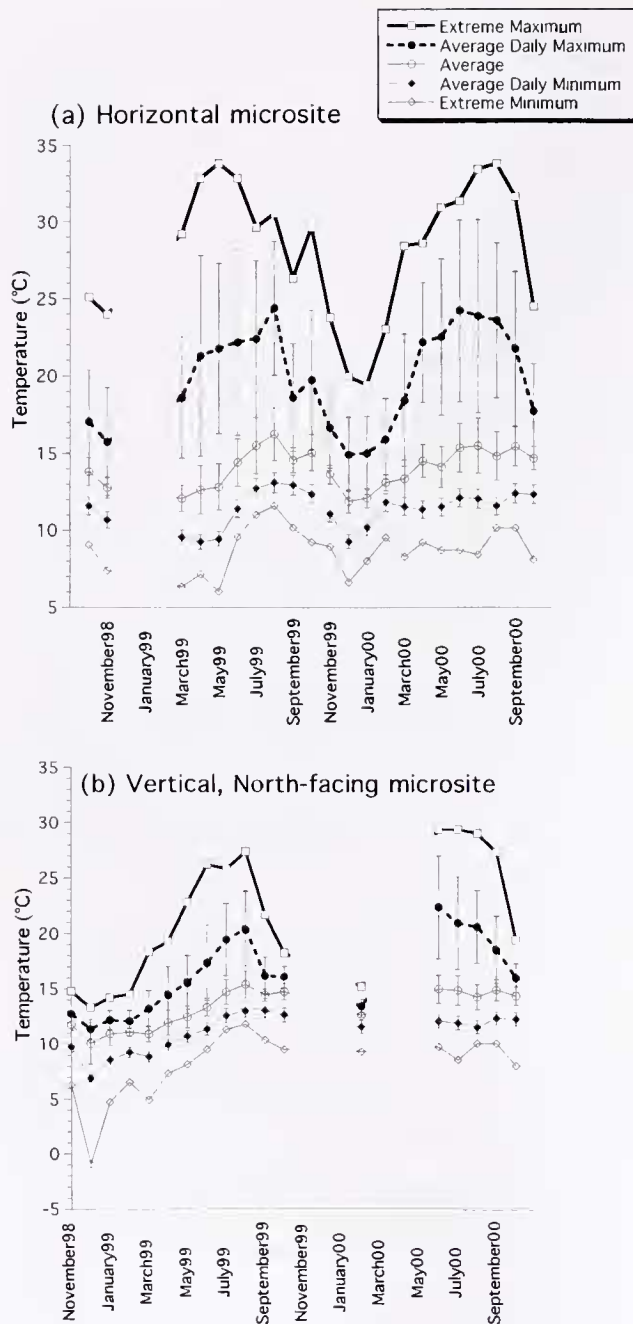 Extreme Maximum
Average Daily Maximum
Average
Average Daily Minimum
Extreme Minimum
(a) Horizontal microsite
Temperature (°C)
35
30
25
20
15
10
5
November98
January99
March99
May99
July99
September99
November99
January00
March00
May00
July00
September00
(b) Vertical, North-facing microsite
Temperature (°C)
35
30
25
20
15
10
5
0
-5
November98
January99
March99
May99
July99
September99
November99
January00
March00
May00
July00
September00